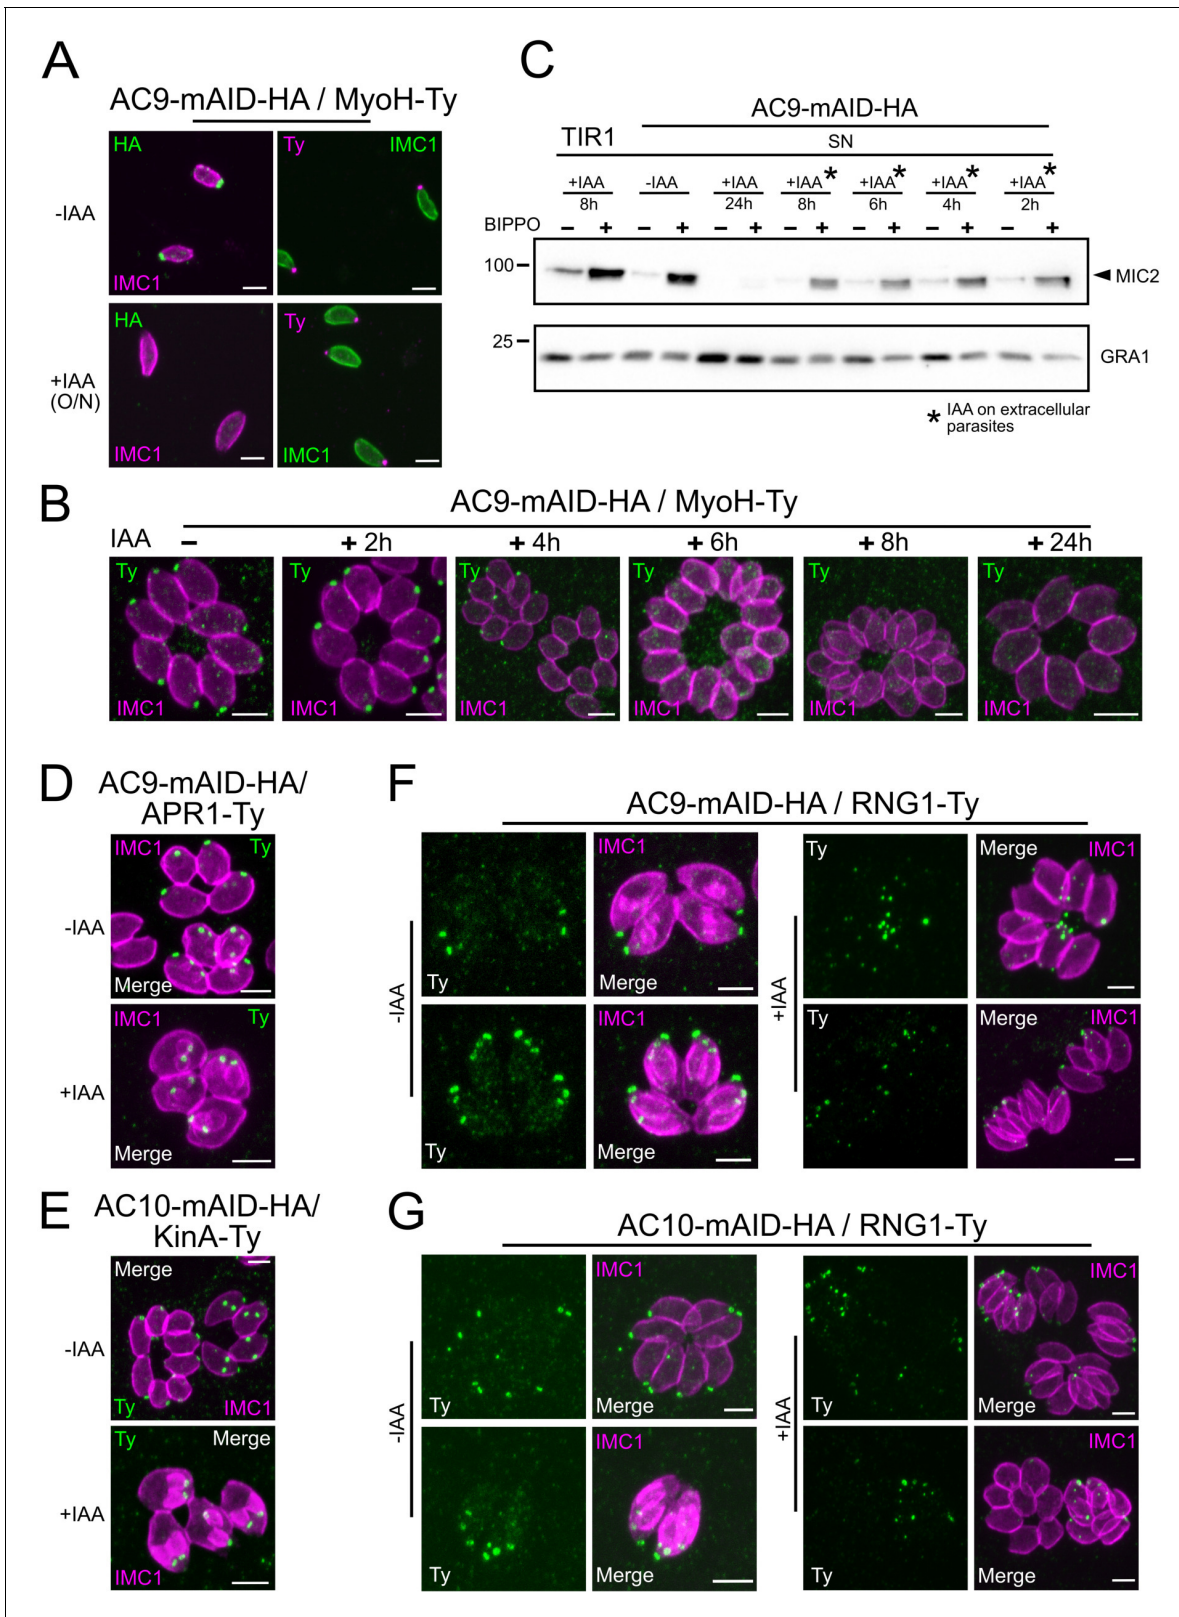 A
AC9-mAID-HA / MyoH-Ty
HA
Ty
IMC1
-IAA
IMC1
HA
Ty
+IAA
(O/N)
IMC1
IMC1
C
AC9-mAID-HA
TIR1
SN
+IAA -IAA +IAA +IAA* +IAA* +IAA* +IAA*
8h 24h 8h 6h 4h 2h
BIPPO − + − + − + − + − + − + − +
100
MIC2
25
GRA1
* IAA on extracellular
parasites
B
AC9-mAID-HA / MyoH-Ty
IAA − + 2h + 4h + 6h + 8h + 24h
Ty Ty Ty Ty Ty Ty
IMC1 IMC1 IMC1 IMC1 IMC1 IMC1
D
AC9-mAID-HA/
APR1-Ty
IMC1 Ty
-IAA
Merge
IMC1 Ty
+IAA
Merge
F
AC9-mAID-HA / RNG1-Ty
IMC1
Ty
Merge
IMC1
-IAA
Ty
Merge
+IAA
IMC1
Ty
Merge
IMC1
Ty
Merge
E
AC10-mAID-HA/
KinA-Ty
Merge
-IAA
Ty
IMC1
Ty
Merge
+IAA
IMC1
G
AC10-mAID-HA / RNG1-Ty
IMC1
IMC1
-IAA
Ty
Merge
+IAA
Ty
Merge
IMC1
IMC1
Ty
Merge
Ty
Merge